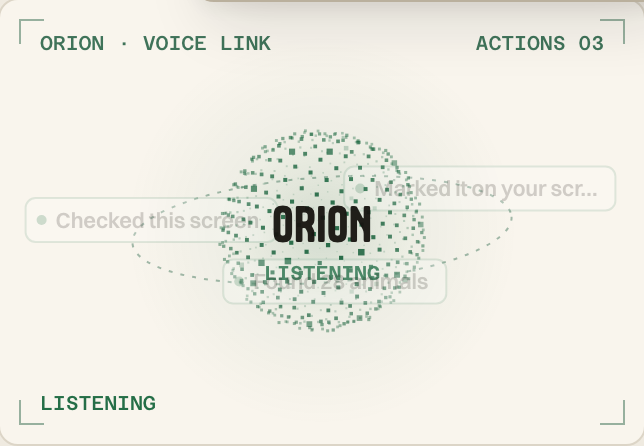 ORION · VOICE LINK
ACTIONS 03
Marked it on your scr...
Checked this screen
ORION
LISTENING
Found 28 animals
LISTENING